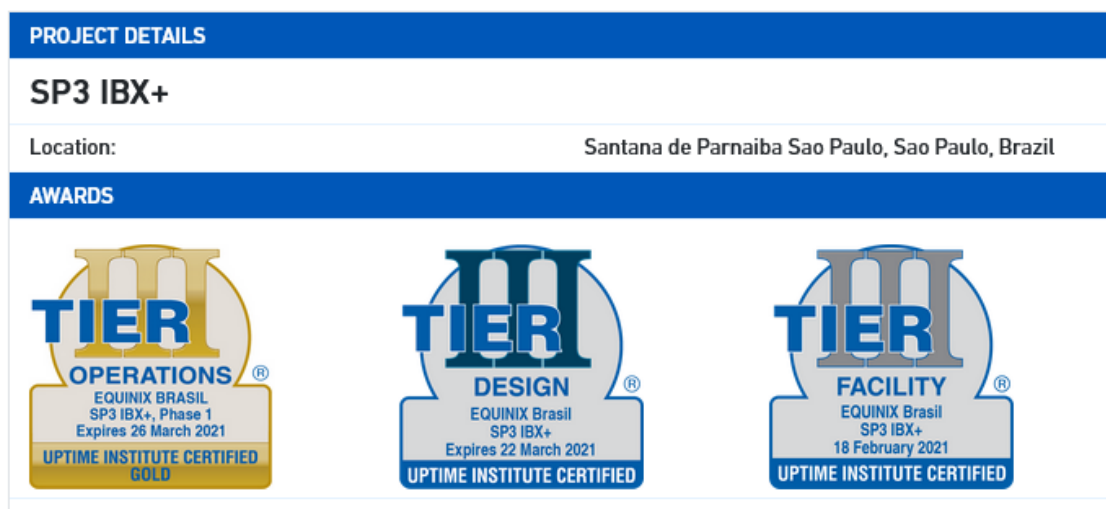 PROJECT DETAILS
SP3 IBX+
Location: Santana de Parnaiba Sao Paulo, Sao Paulo, Brazil
AWARDS
III
TIER
OPERATIONS ®
EQUINIX BRASIL
SP3 IBX+, Phase 1
Expires 26 March 2021
UPTIME INSTITUTE CERTIFIED
GOLD
III
TIER
DESIGN ®
EQUINIX Brasil
SP3 IBX+
Expires 22 March 2021
UPTIME INSTITUTE CERTIFIED
III
TIER
FACILITY ®
EQUINIX Brasil
SP3 IBX+
18 February 2021
UPTIME INSTITUTE CERTIFIED